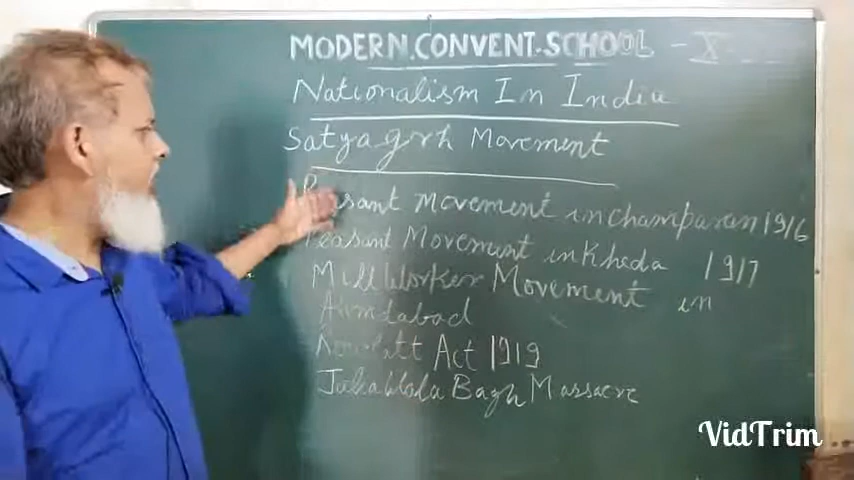 MODERN.CONVENT.SCHOOL - X
Nationalism In India
Satyagrh Movement
Peasant Movement in champaran 1916
Peasant Movement in Kheda 1917
Mill Worker Movement in
Ahmdabad
Rowlatt Act 1919
Jaliahlala Bagh Massacre
VidTrim